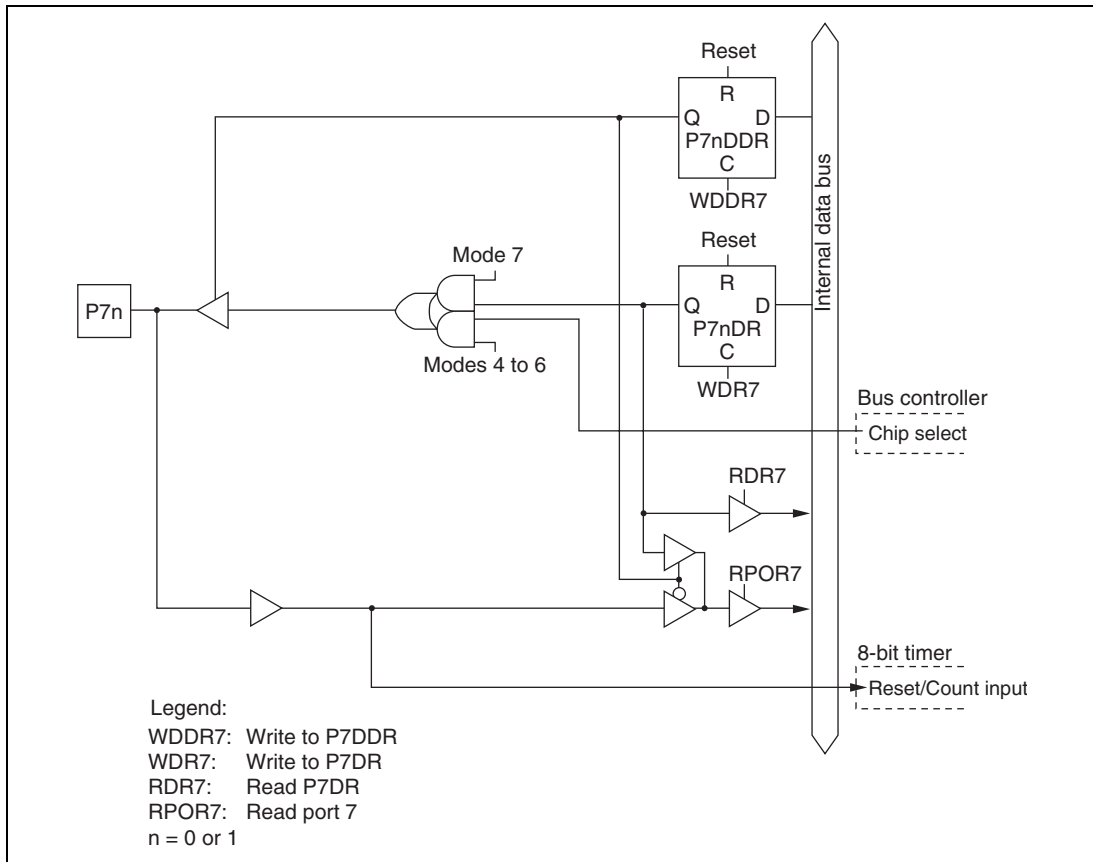 Reset
R
Q D
P7nDDR
C
WDDR7
Internal data bus
Reset
Mode 7
R
Q D
P7n
P7nDR
C
Modes 4 to 6
WDR7
Bus controller
Chip select
RDR7
RPOR7
8-bit timer
Reset/Count input
Legend:
WDDR7: Write to P7DDR
WDR7: Write to P7DR
RDR7: Read P7DR
RPOR7: Read port 7
n = 0 or 1